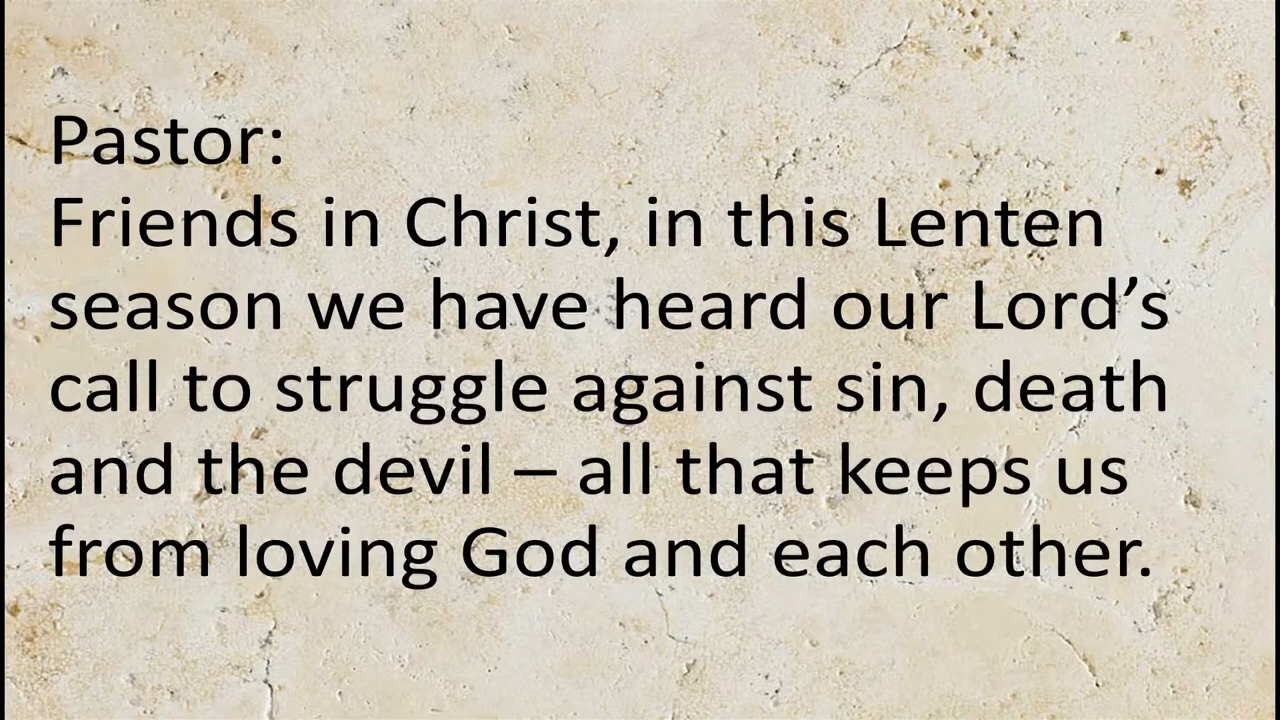 Pastor:
Friends in Christ, in this Lenten
season we have heard our Lord’s
call to struggle against sin, death
and the devil – all that keeps us
from loving God and each other.